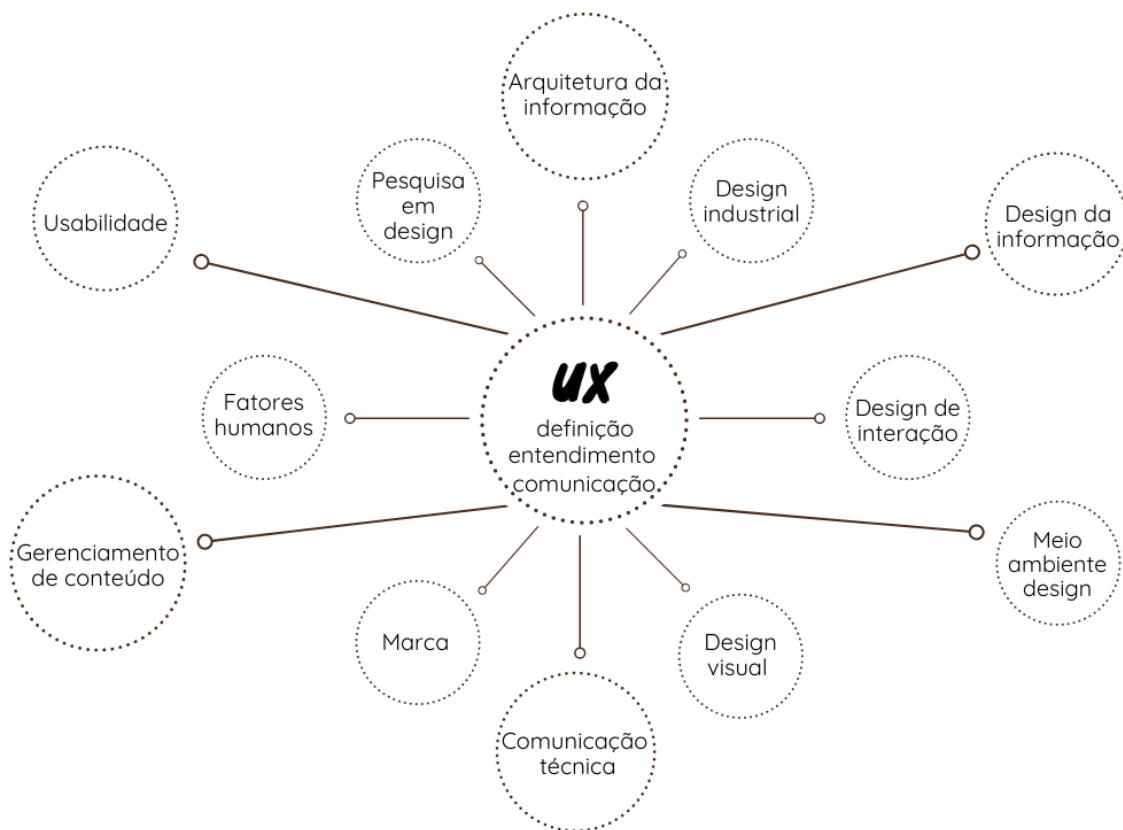 Arquitetura da
informação
Pesquisa
em
design
Design
industrial
Usabilidade
Design da
informação
ux
definição
entendimento
comunicação
Fatores
humanos
Design de
interação
Gerenciamento
de conteúdo
Meio
ambiente
design
Marca
Design
visual
Comunicação
técnica